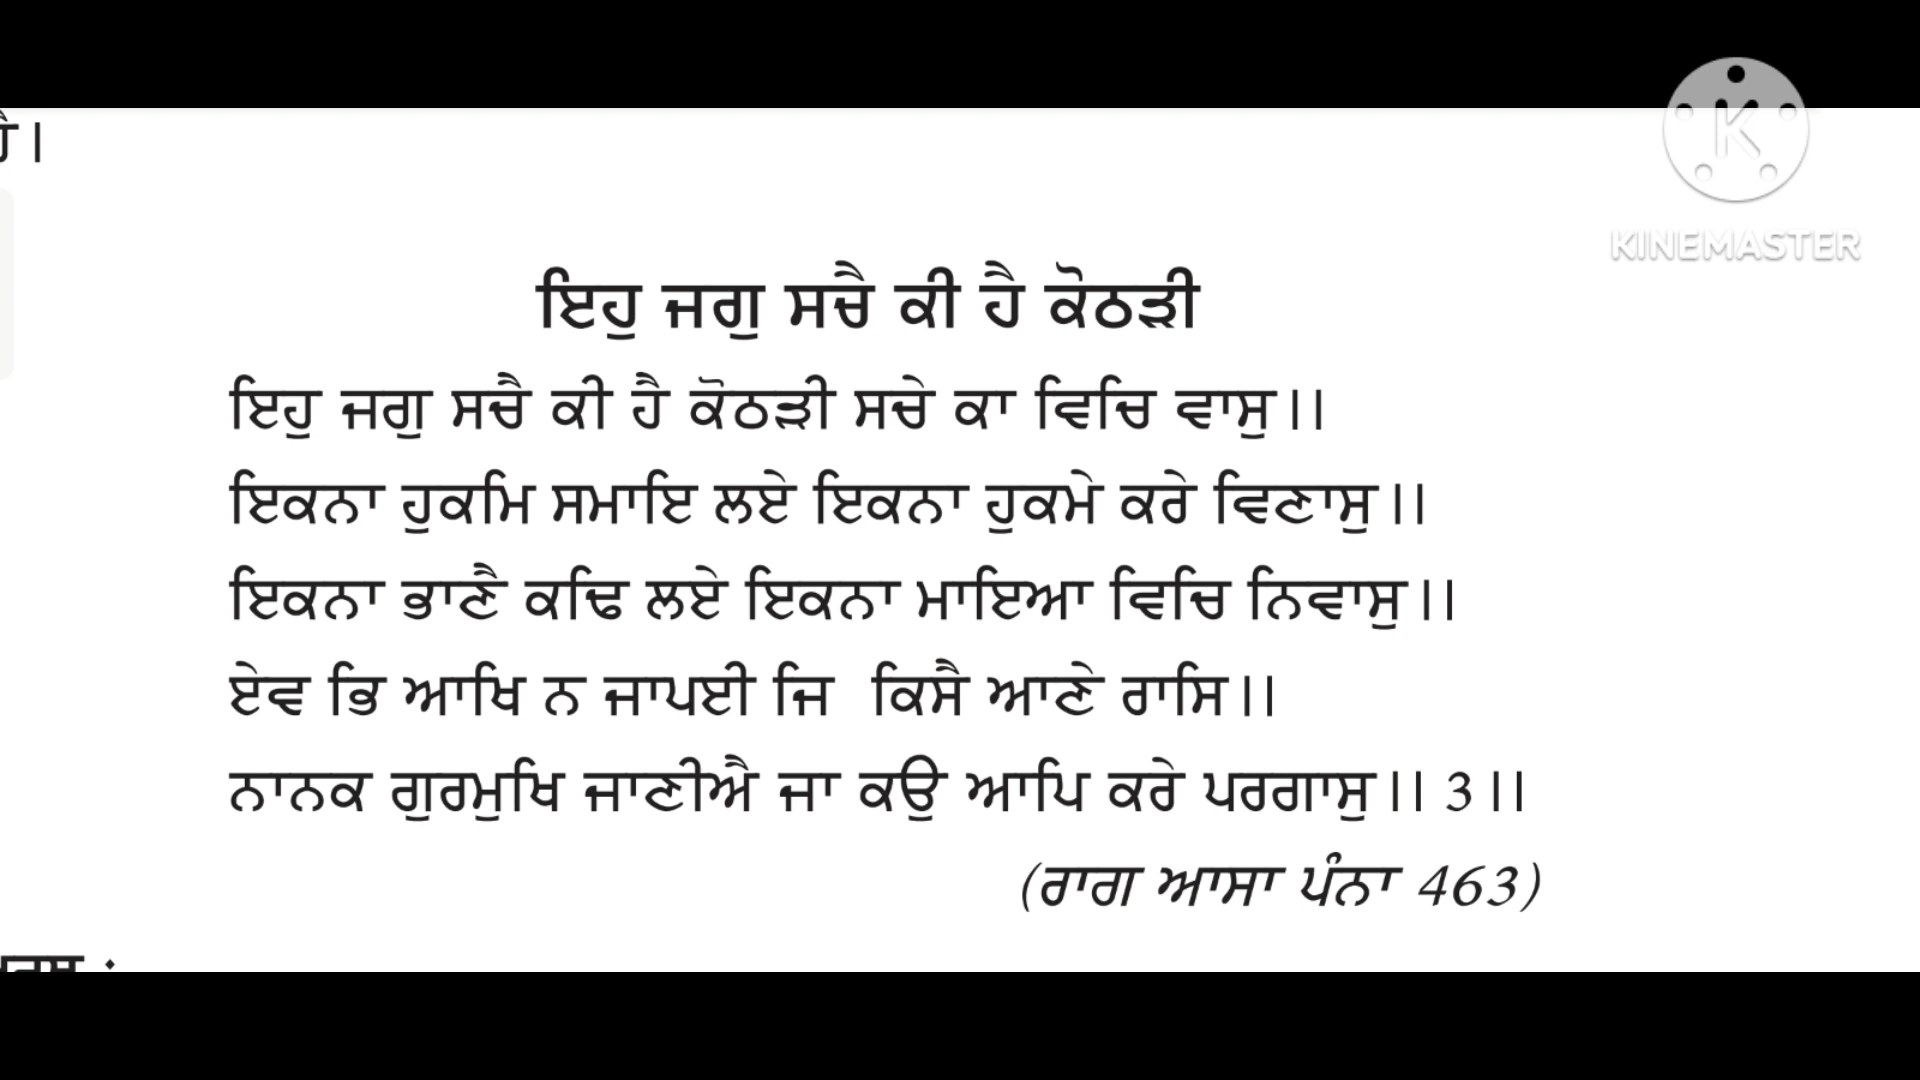 ਹੈ।
KINEMASTER
ਇਹੁ ਜਗੁ ਸਚੈ ਕੀ ਹੈ ਕੋਠੜੀ
ਇਹੁ ਜਗੁ ਸਚੈ ਕੀ ਹੈ ਕੋਠੜੀ ਸਚੇ ਕਾ ਵਿਚਿ ਵਾਸੁ।।
ਇਕਨਾ ਹੁਕਮਿ ਸਮਾਇ ਲਏ ਇਕਨਾ ਹੁਕਮੇ ਕਰੇ ਵਿਣਾਸੁ।।
ਇਕਨਾ ਭਾਣੈ ਕਢਿ ਲਏ ਇਕਨਾ ਮਾਇਆ ਵਿਚਿ ਨਿਵਾਸੁ।।
ਏਵ ਭਿ ਆਖਿ ਨ ਜਾਪਈ ਜਿ ਕਿਸੈ ਆਣੇ ਰਾਸਿ।।
ਨਾਨਕ ਗੁਰਮੁਖਿ ਜਾਣੀਐ ਜਾ ਕਉ ਆਪਿ ਕਰੇ ਪਰਗਾਸੁ।। 3।।
(ਰਾਗ ਆਸਾ ਪੰਨਾ 463)